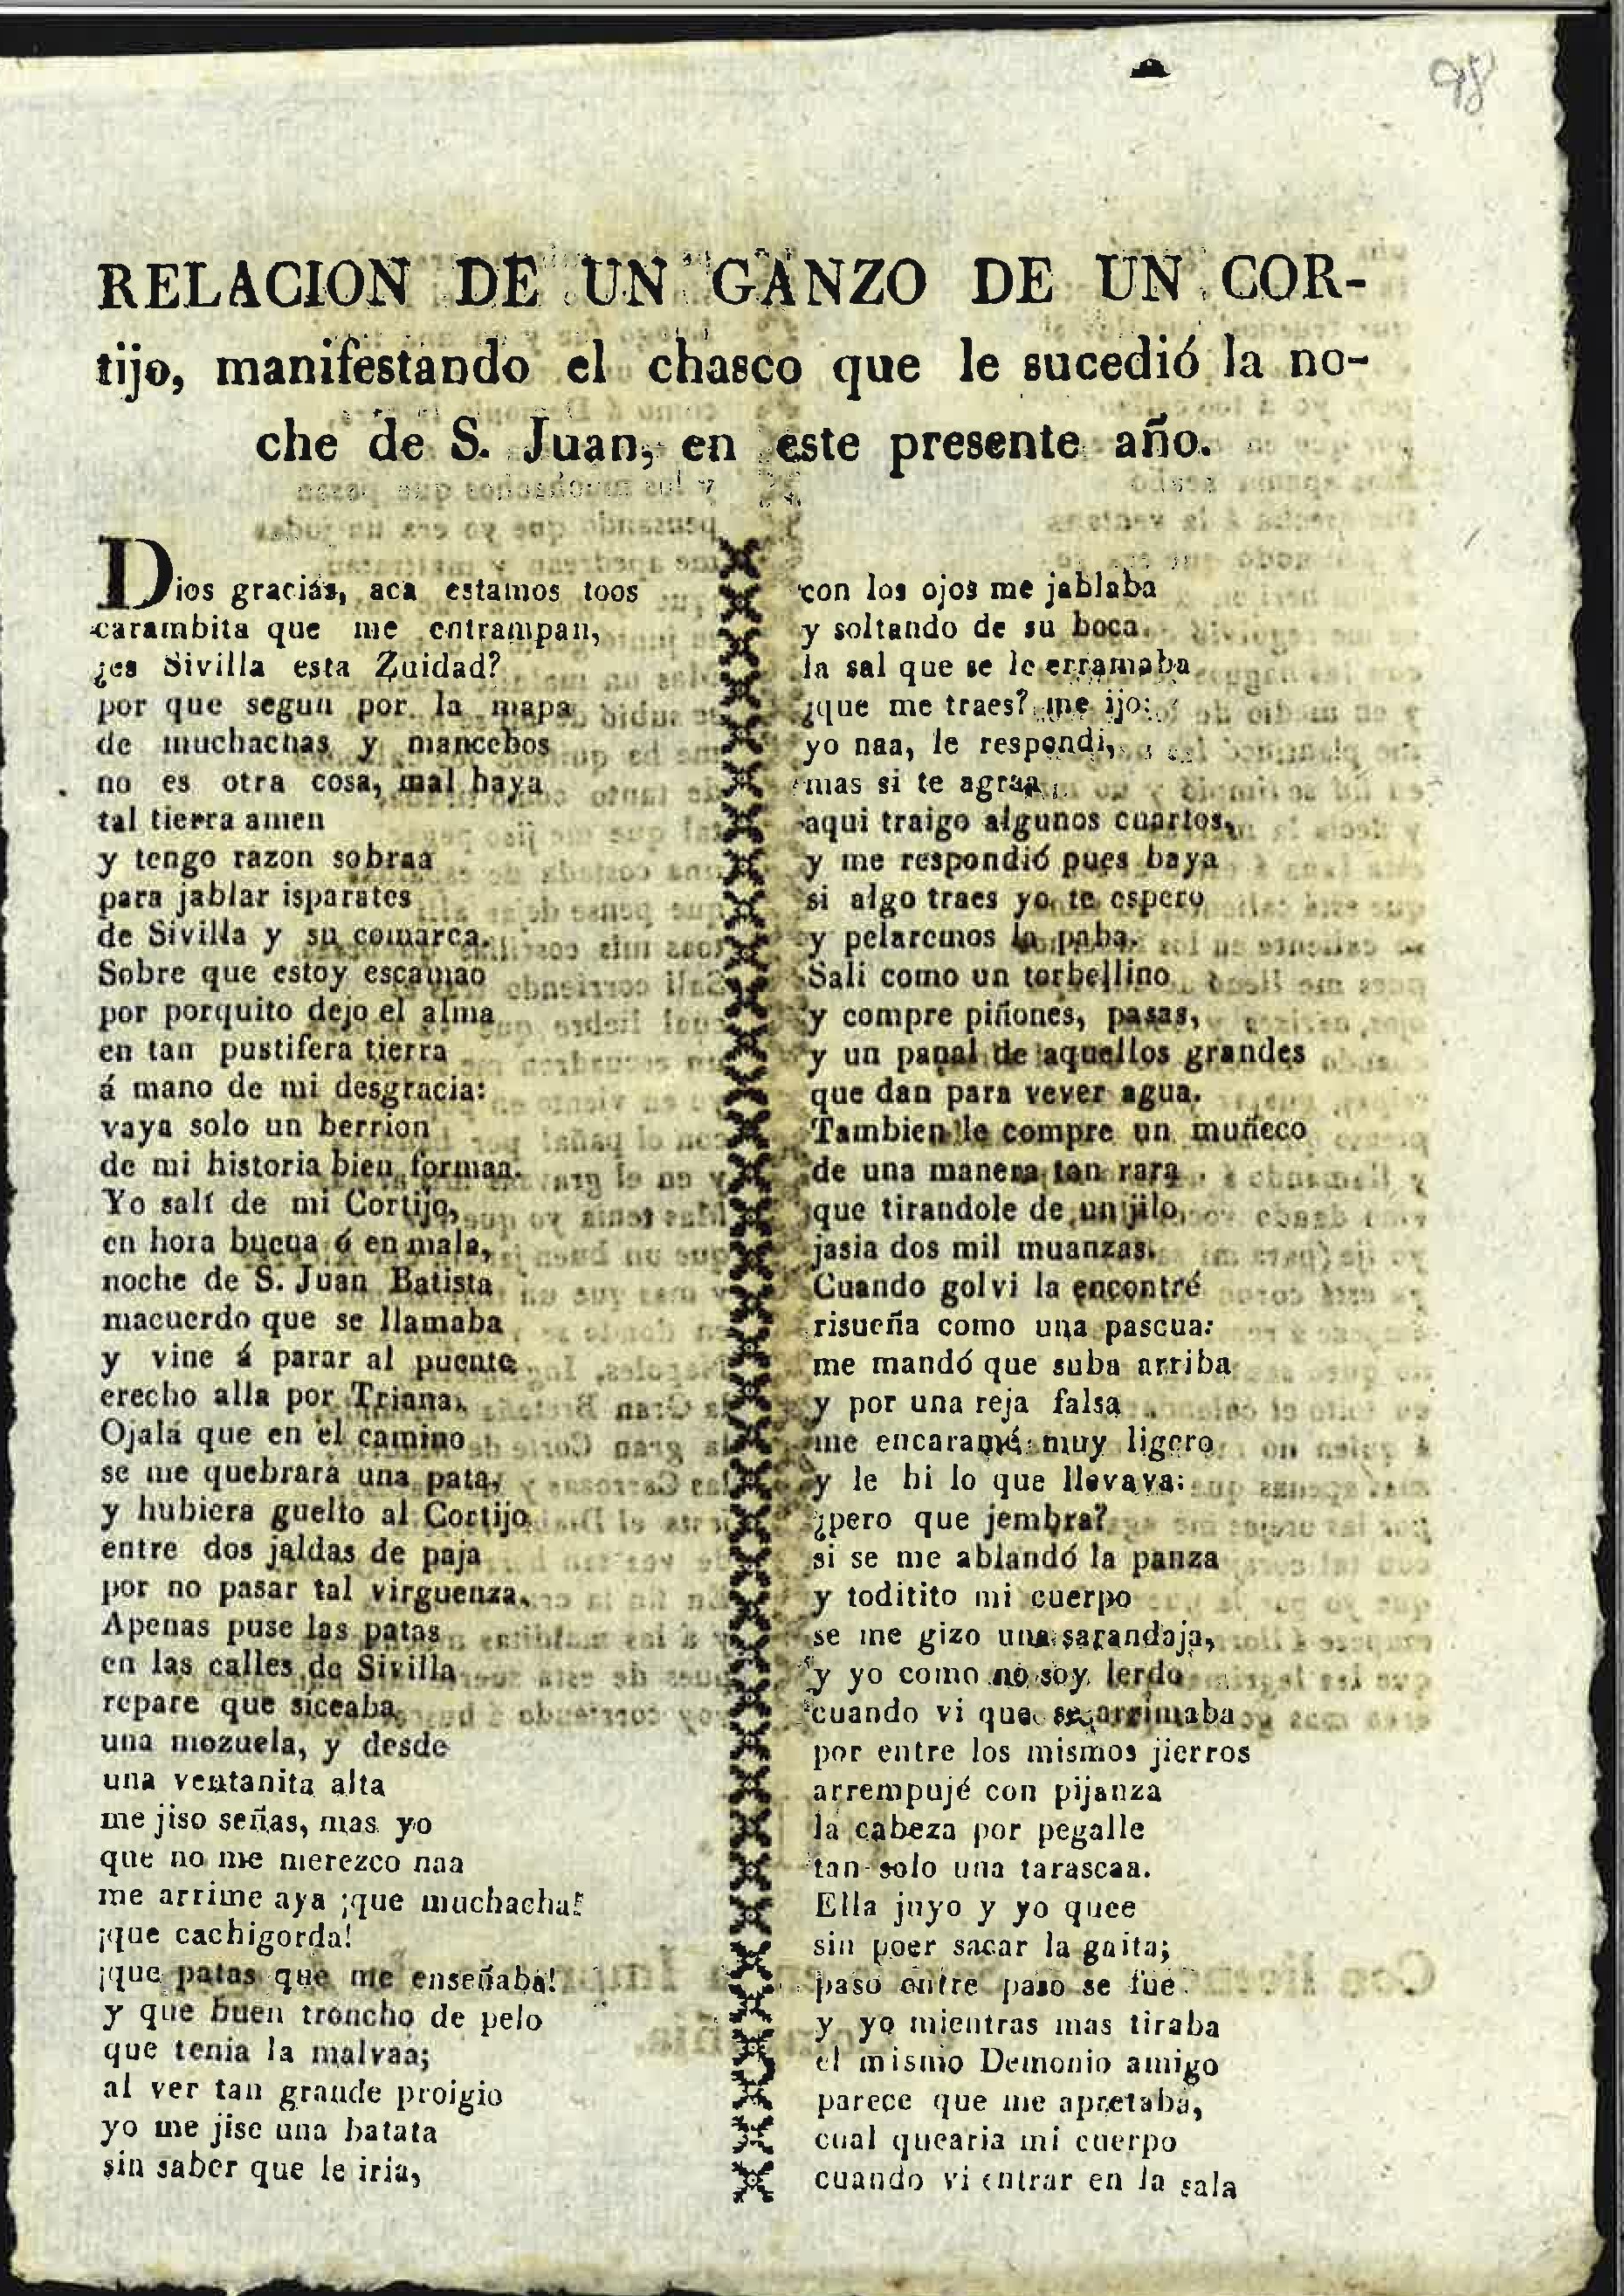 98
RELACION DE UN GANZO DE UN COR-
tijo, manifestando el chasco que le sucedió la no-
che de S. Juan, en este presente año.
Dios gracias, aca estamos toos
carambita que me entrampan,
¿es Sivilla esta Zuidad?
por que segun por la mapa
de muchachas y mancebos
no es otra cosa, mal haya
tal tierra amen
y tengo razon sobraa
para jablar isparates
de Sivilla y su comarca.
Sobre que estoy escamao
por porquito dejo el alma
en tan pustifera tierra
á mano de mi desgracia:
vaya solo un berrion
de mi historia bien formaa.
Yo salí de mi Cortijo,
en hora buena ó en mala,
noche de S. Juan Batista
macuerdo que se llamaba
y vine á parar al puente
erecho alla por Triana.
Ojalá que en el camino
se me quebrara una pata,
y hubiera guelto al Cortijo
entre dos jaldas de paja
por no pasar tal virguenza.
Apenas puse las patas
en las calles de Sivilla
repare que siceaba
una mozuela, y desde
una ventanita alta
me jiso señas, mas yo
que no me merezco naa
me arrime aya ¡que muchacha!
¡que cachigorda!
¡que patas que me enseñaba!
y que buen troncho de pelo
que tenia la malvaa;
al ver tan grande proigio
yo me jise una batata
sin saber que le iria,
con los ojos me jablaba
y soltando de su boca
la sal que se le erramaba
¿que me traes? me ijo:
yo naa, le respondi,
mas si te agraa
aqui traigo algunos cuartos,
y me respondió pues baya
si algo traes yo te espero
y pelaremos la paba.
Sali como un torbellino
y compre piñones, pasas,
y un papal de aquellos grandes
que dan para vever agua.
Tambien le compre un muñeco
de una manera tan rara
que tirandole de un jilo
jasia dos mil muanzas.
Cuando golvi la encontré
risueña como una pascua:
me mandó que suba arriba
y por una reja falsa
me encaramé muy ligero
y le hi lo que llevava:
¿pero que jembra?
si se me ablandó la panza
y toditito mi cuerpo
se me gizo una sarandaja,
y yo como no soy lerdo
cuando vi que se arrimaba
por entre los mismos jierros
arrempujé con pijanza
la cabeza por pegalle
tan solo una tarascaa.
Ella juyo y yo quee
sin poer sacar la gaita;
paso entre paso se fue
y yo mientras mas tiraba
el mismo Demonio amigo
parece que me apretaba,
cual quearia mi cuerpo
cuando vi entrar en la sala